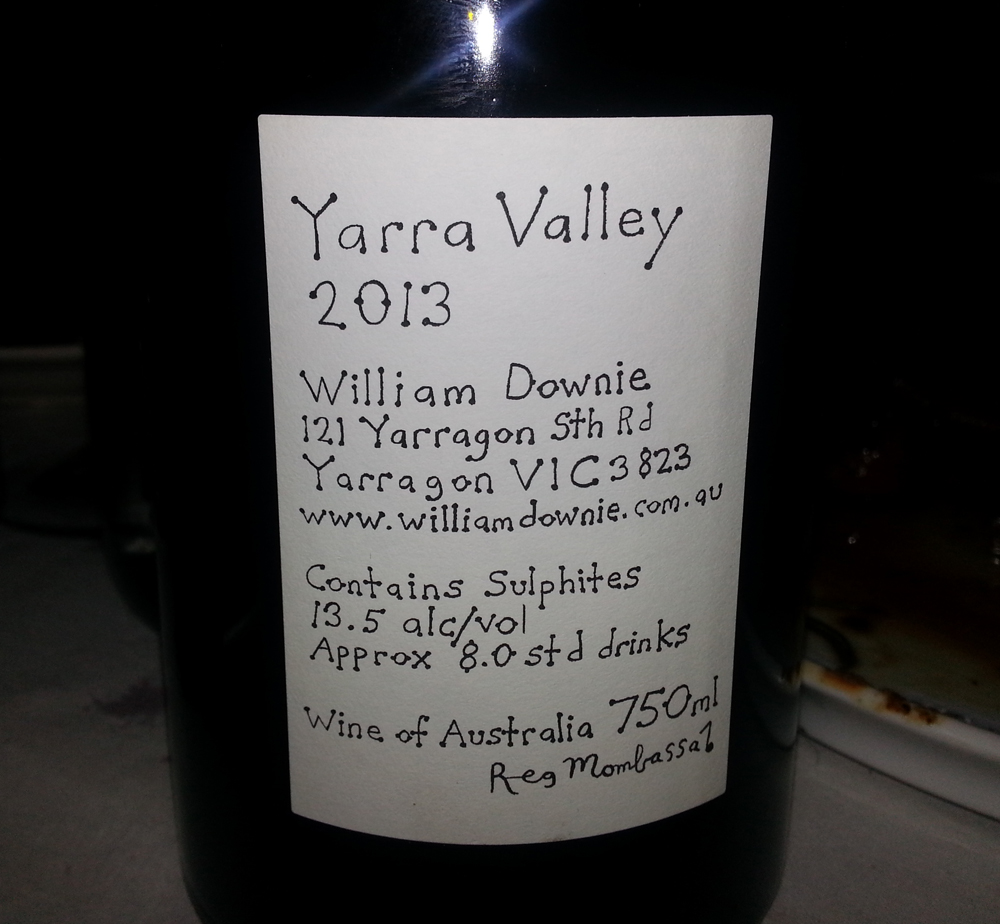 Yarra Valley
2013
William Downie
121 Yarragon Sth Rd
Yarragon VIC 3823
www.williamdownie.com.au
Contains Sulphites
13.5 alc/vol
Approx 8.0 std drinks
Wine of Australia 750ml
Reg Mombassa